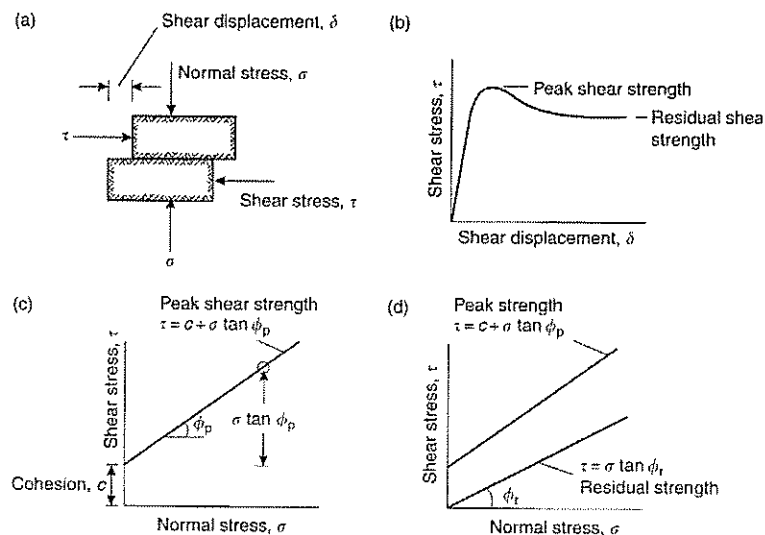 (a)
Shear displacement, δ
Normal stress, σ
τ
Shear stress, τ
σ
(b)
Shear stress, τ
Peak shear strength
Residual shea
strength
Shear displacement, δ
(c)
Shear stress, τ
Peak shear strength
τ = c + σ tan ϕp
ϕp
σ tan ϕp
Cohesion, c
Normal stress, σ
(d)
Shear stress, τ
Peak strength
τ = c + σ tan ϕp
τ = σ tan ϕr
Residual strength
ϕr
Normal stress, σ